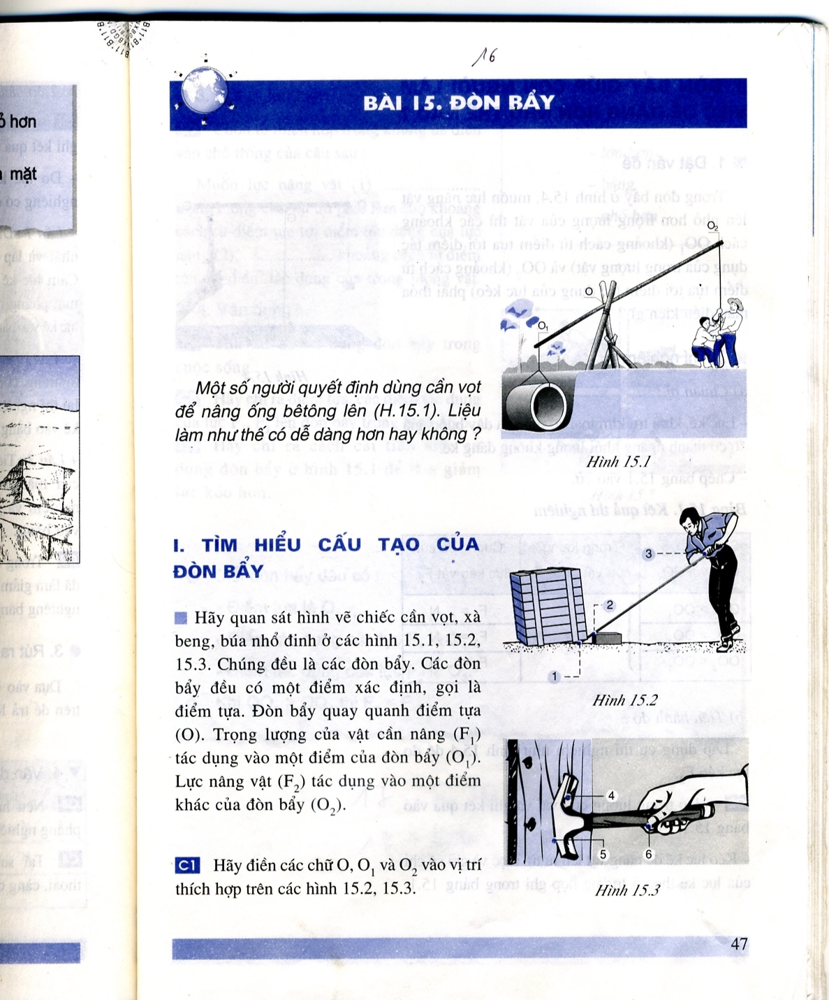 16
BÀI 15. ĐÒN BẨY
hơn
mặt
O₂
O
O₁
Một số người quyết định dùng cần vọt
để nâng ống bêtông lên (H.15.1). Liệu
làm như thế có dễ dàng hơn hay không ?
Hình 15.1
I. TÌM HIỂU CẤU TẠO CỦA
ĐÒN BẨY
3
2
1
Hình 15.2
Hãy quan sát hình vẽ chiếc cần vọt, xà
beng, búa nhổ đinh ở các hình 15.1, 15.2,
15.3. Chúng đều là các đòn bẩy. Các đòn
bẩy đều có một điểm xác định, gọi là
điểm tựa. Đòn bẩy quay quanh điểm tựa
(O). Trọng lượng của vật cần nâng (F₁)
tác dụng vào một điểm của đòn bẩy (O₁).
Lực nâng vật (F₂) tác dụng vào một điểm
khác của đòn bẩy (O₂).
4
5
6
C1 Hãy điền các chữ O, O₁ và O₂ vào vị trí
thích hợp trên các hình 15.2, 15.3.
Hình 15.3
47